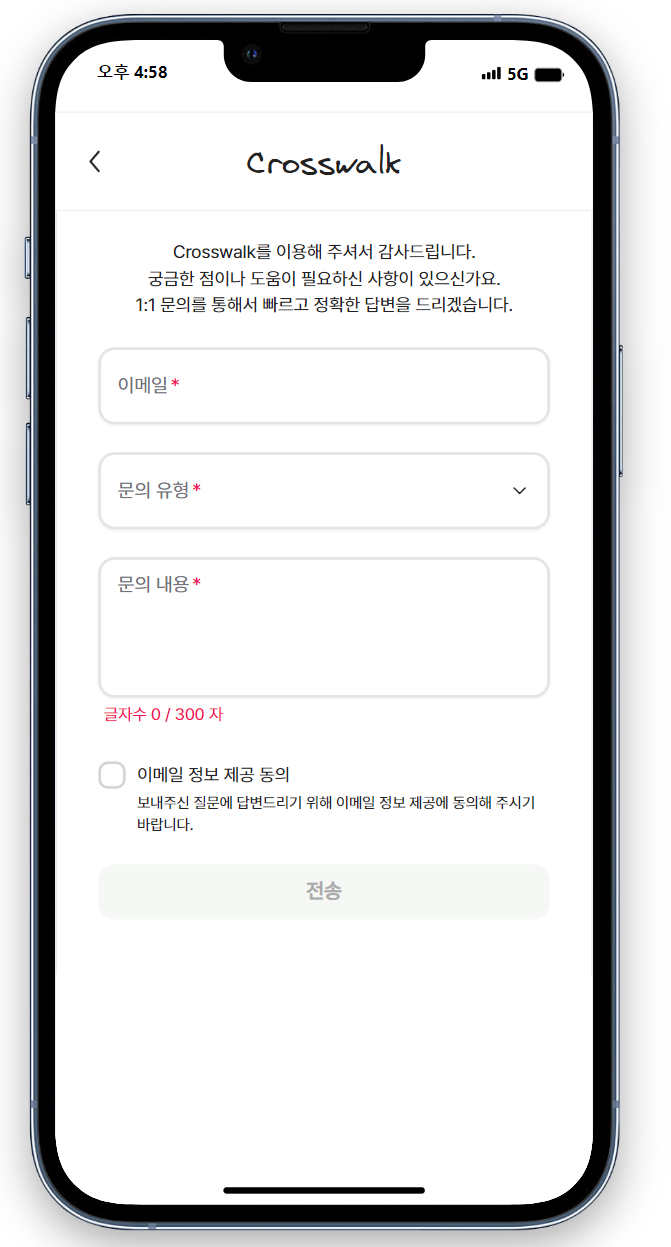 오후 4:58
5G
Crosswalk
Crosswalk를 이용해 주셔서 감사드립니다.
궁금한 점이나 도움이 필요하신 사항이 있으신가요.
1:1 문의를 통해서 빠르고 정확한 답변을 드리겠습니다.
이메일 *
문의 유형 *
문의 내용 *
글자수 0 / 300 자
이메일 정보 제공 동의
보내주신 질문에 답변드리기 위해 이메일 정보 제공에 동의해 주시기
바랍니다.
전송